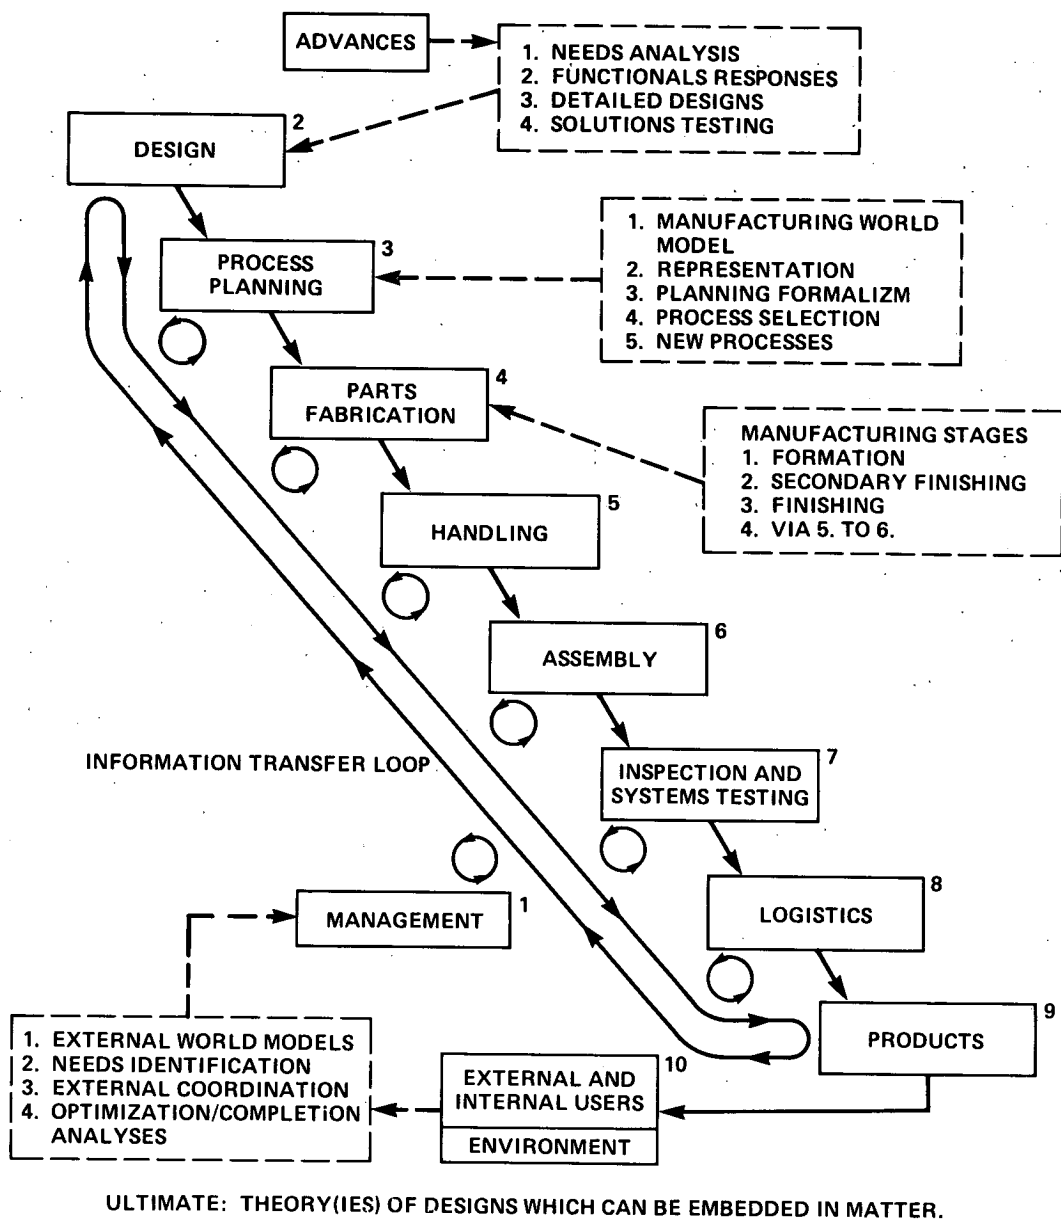 ADVANCES
1. NEEDS ANALYSIS
2. FUNCTIONALS RESPONSES
3. DETAILED DESIGNS
4. SOLUTIONS TESTING
2
DESIGN
1. MANUFACTURING WORLD
MODEL
2. REPRESENTATION
3. PLANNING FORMALIZM
4. PROCESS SELECTION
5. NEW PROCESSES
3
PROCESS
PLANNING
4
PARTS
FABRICATION
MANUFACTURING STAGES
1. FORMATION
2. SECONDARY FINISHING
3. FINISHING
4. VIA 5. TO 6.
5
HANDLING
6
ASSEMBLY
INFORMATION TRANSFER LOOP
7
INSPECTION AND
SYSTEMS TESTING
8
LOGISTICS
1
MANAGEMENT
9
PRODUCTS
1. EXTERNAL WORLD MODELS
2. NEEDS IDENTIFICATION
3. EXTERNAL COORDINATION
4. OPTIMIZATION/COMPLETION
ANALYSES
10
EXTERNAL AND
INTERNAL USERS
ENVIRONMENT
ULTIMATE: THEORY(IES) OF DESIGNS WHICH CAN BE EMBEDDED IN MATTER.